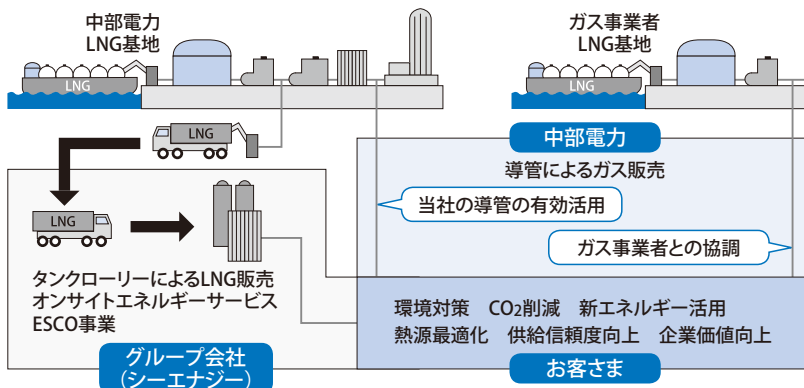 中部電力
LNG基地
ガス事業者
LNG基地
LNG
LNG
LNG
中部電力
導管によるガス販売
当社の導管の有効活用
LNG
ガス事業者との協調
タンクローリーによるLNG販売
オンサイトエネルギーサービス
ESCO事業
環境対策 CO2削減 新エネルギー活用
熱源最適化 供給信頼度向上 企業価値向上
グループ会社
(シーエナジー)
お客さま